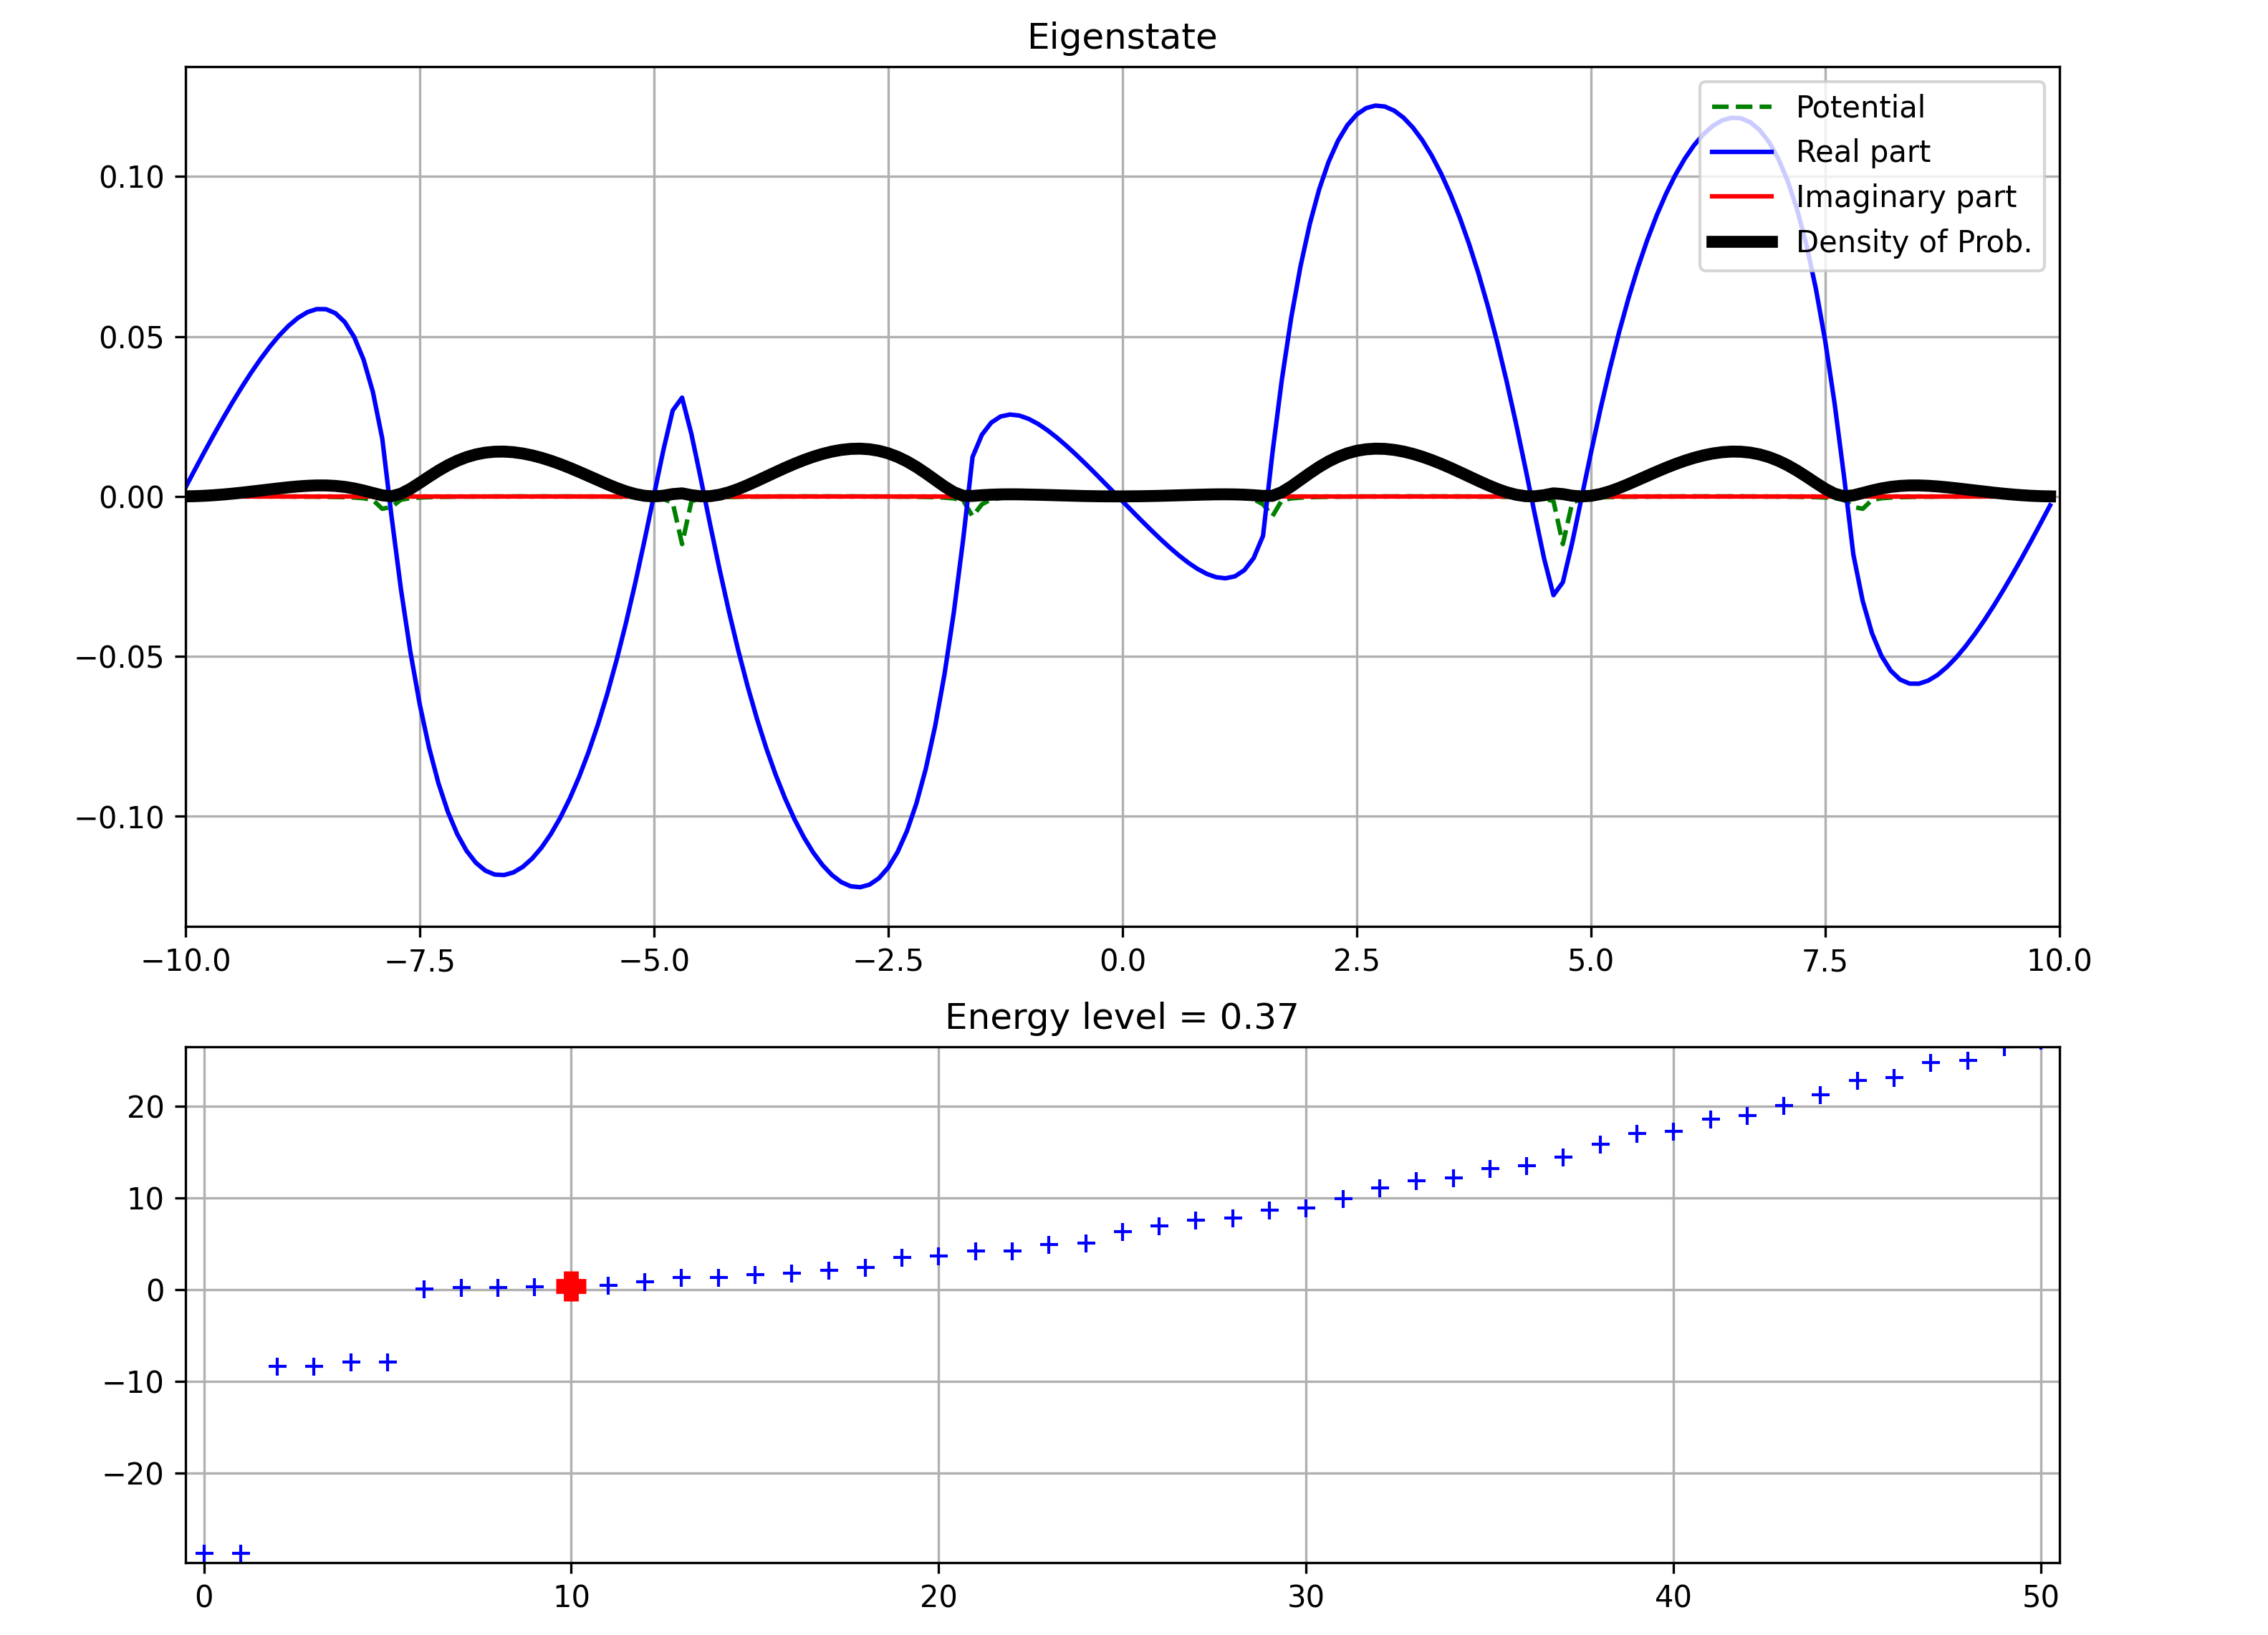 Eigenstate
Potential
Real part
Imaginary part
Density of Prob.
0.10
0.05
0.00
−0.05
−0.10
−10.0 −7.5 −5.0 −2.5 0.0 2.5 5.0 7.5 10.0
Energy level = 0.37
20
10
0
−10
−20
0 10 20 30 40 50